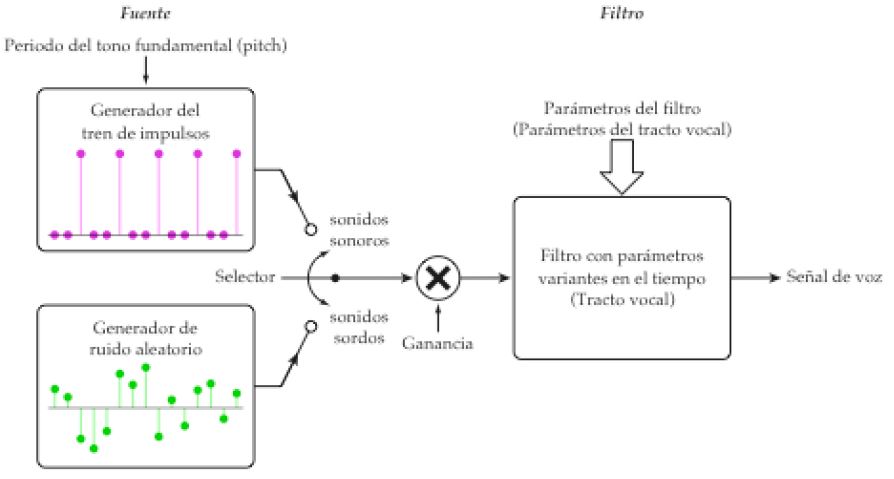 Fuente
Filtro
Periodo del tono fundamental (pitch)
Generador del
tren de impulsos
Parámetros del filtro
(Parámetros del tracto vocal)
sonidos
sonoros
Selector
Filtro con parámetros
variantes en el tiempo
(Tracto vocal)
Señal de voz
sonidos
sordos
Ganancia
Generador de
ruido aleatorio